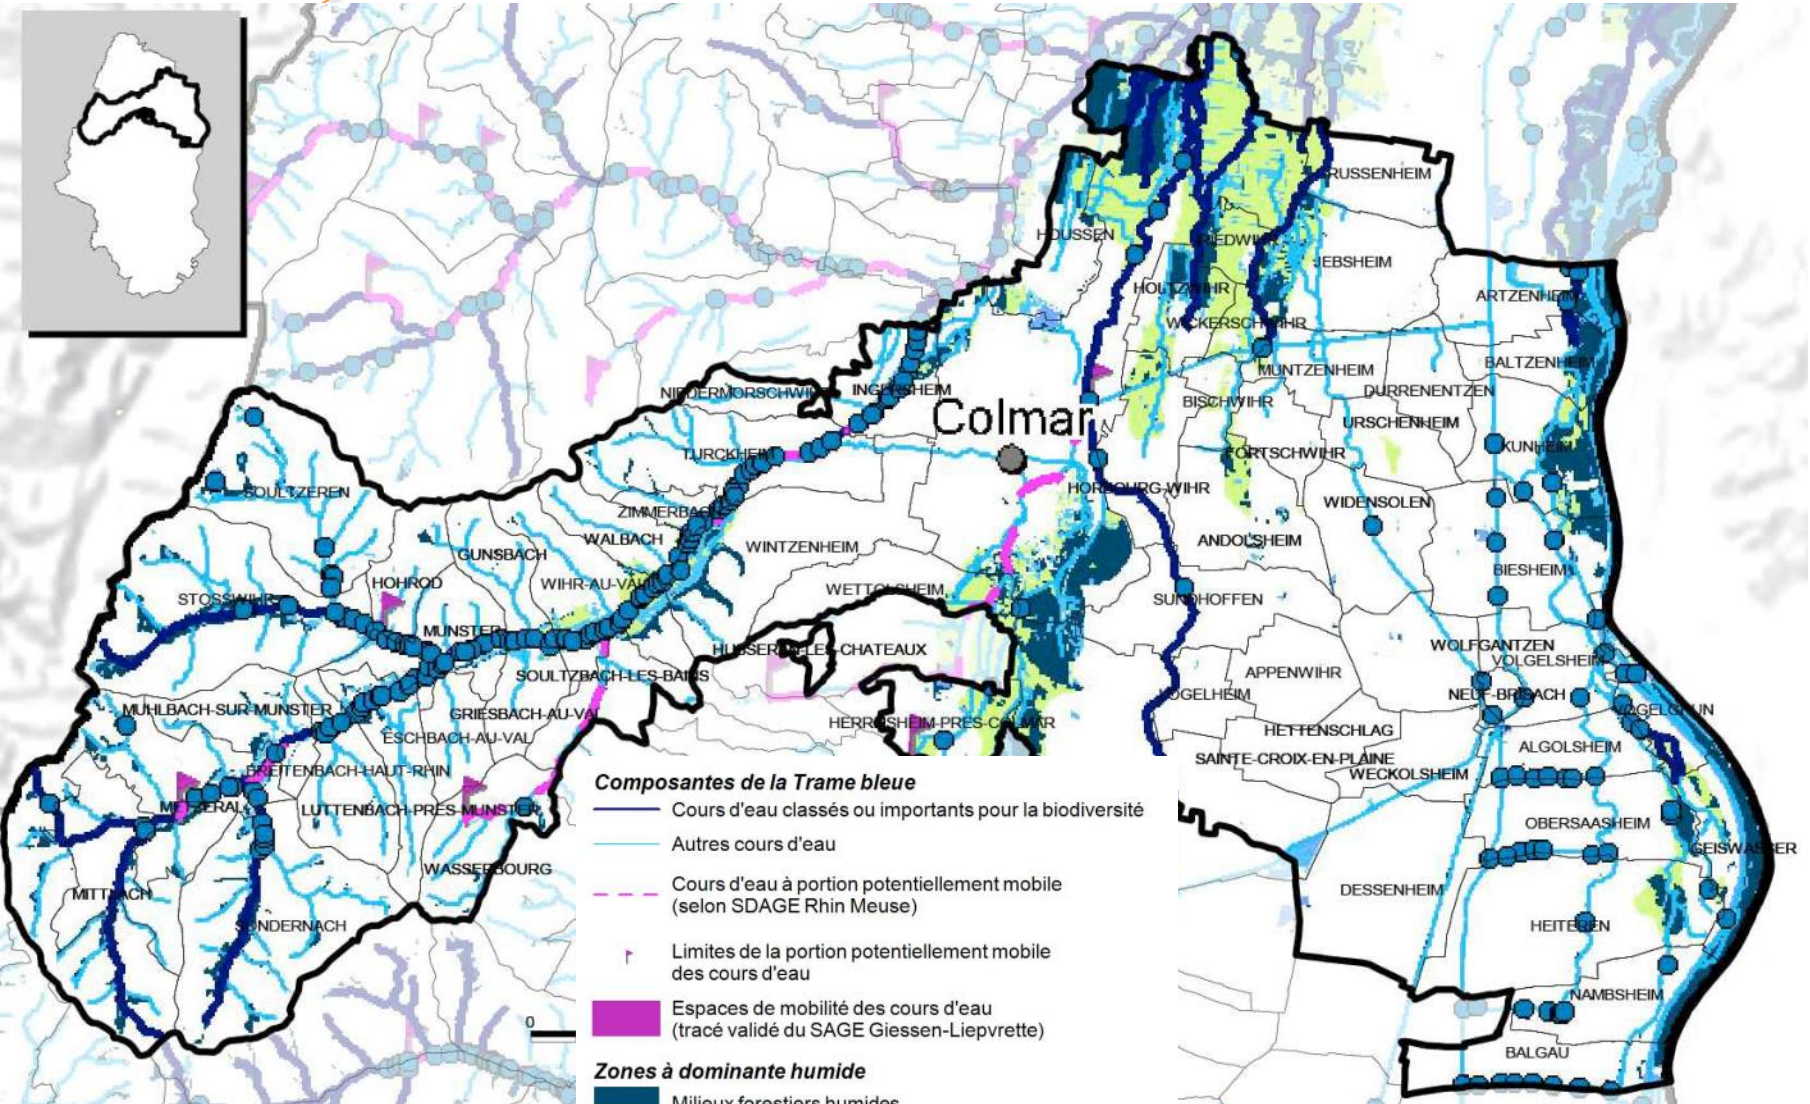 RUSSENHEIM
HOUSSEN
RIEDWIHR
JEBSHEIM
HOLTZWIHR
ARTZENHEIM
WICKERSCHWIHR
BALTZENHEIM
MUNTZENHEIM
NIEDERMORSCHWIHR
INGERSHEIM
DURRENENTZEN
BISCHWIHR
Colmar
URSCHENHEIM
KUNHEIM
TURCKHEIM
FORTSCHWIHR
SOULTZEREN
HORBOURG-WIHR
WIDENSOLEN
ZIMMERBACH
WALBACH
WINTZENHEIM
ANDOLSHEIM
GUNSBACH
BIESHEIM
HOHROD
WIHR-AU-VAL
WETTOLSHEIM
STOSSWIHR
SUNDHOFFEN
MUNSTER
HUSSEREN-LES-CHATEAUX
WOLFGANTZEN
VOLGELSHEIM
SOULTZBACH-LES-BAINS
APPENWIHR
LOGELHEIM
NEUF-BRISACH
MUHLBACH-SUR-MUNSTER
GRIESBACH-AU-VAL
HERRLISHEIM-PRES-COLMAR
VOGELGRUN
ESCHBACH-AU-VAL
HETTENSCHLAG
ALGOLSHEIM
SAINTE-CROIX-EN-PLAINE
BREITENBACH-HAUT-RHIN
WECKOLSHEIM
METZERAL
LUTTENBACH-PRES-MUNSTER
OBERSAASHEIM
GEISWASSER
WASSERBOURG
MITTLACH
DESSENHEIM
SONDERNACH
HEITEREN
NAMBSHEIM
BALGAU
0
Composantes de la Trame bleue
Cours d'eau classés ou importants pour la biodiversité
Autres cours d'eau
Cours d'eau à portion potentiellement mobile
(selon SDAGE Rhin Meuse)
Limites de la portion potentiellement mobile
des cours d'eau
Espaces de mobilité des cours d'eau
(tracé validé du SAGE Giessen-Liepvrette)
Zones à dominante humide
Milieux forestiers humides